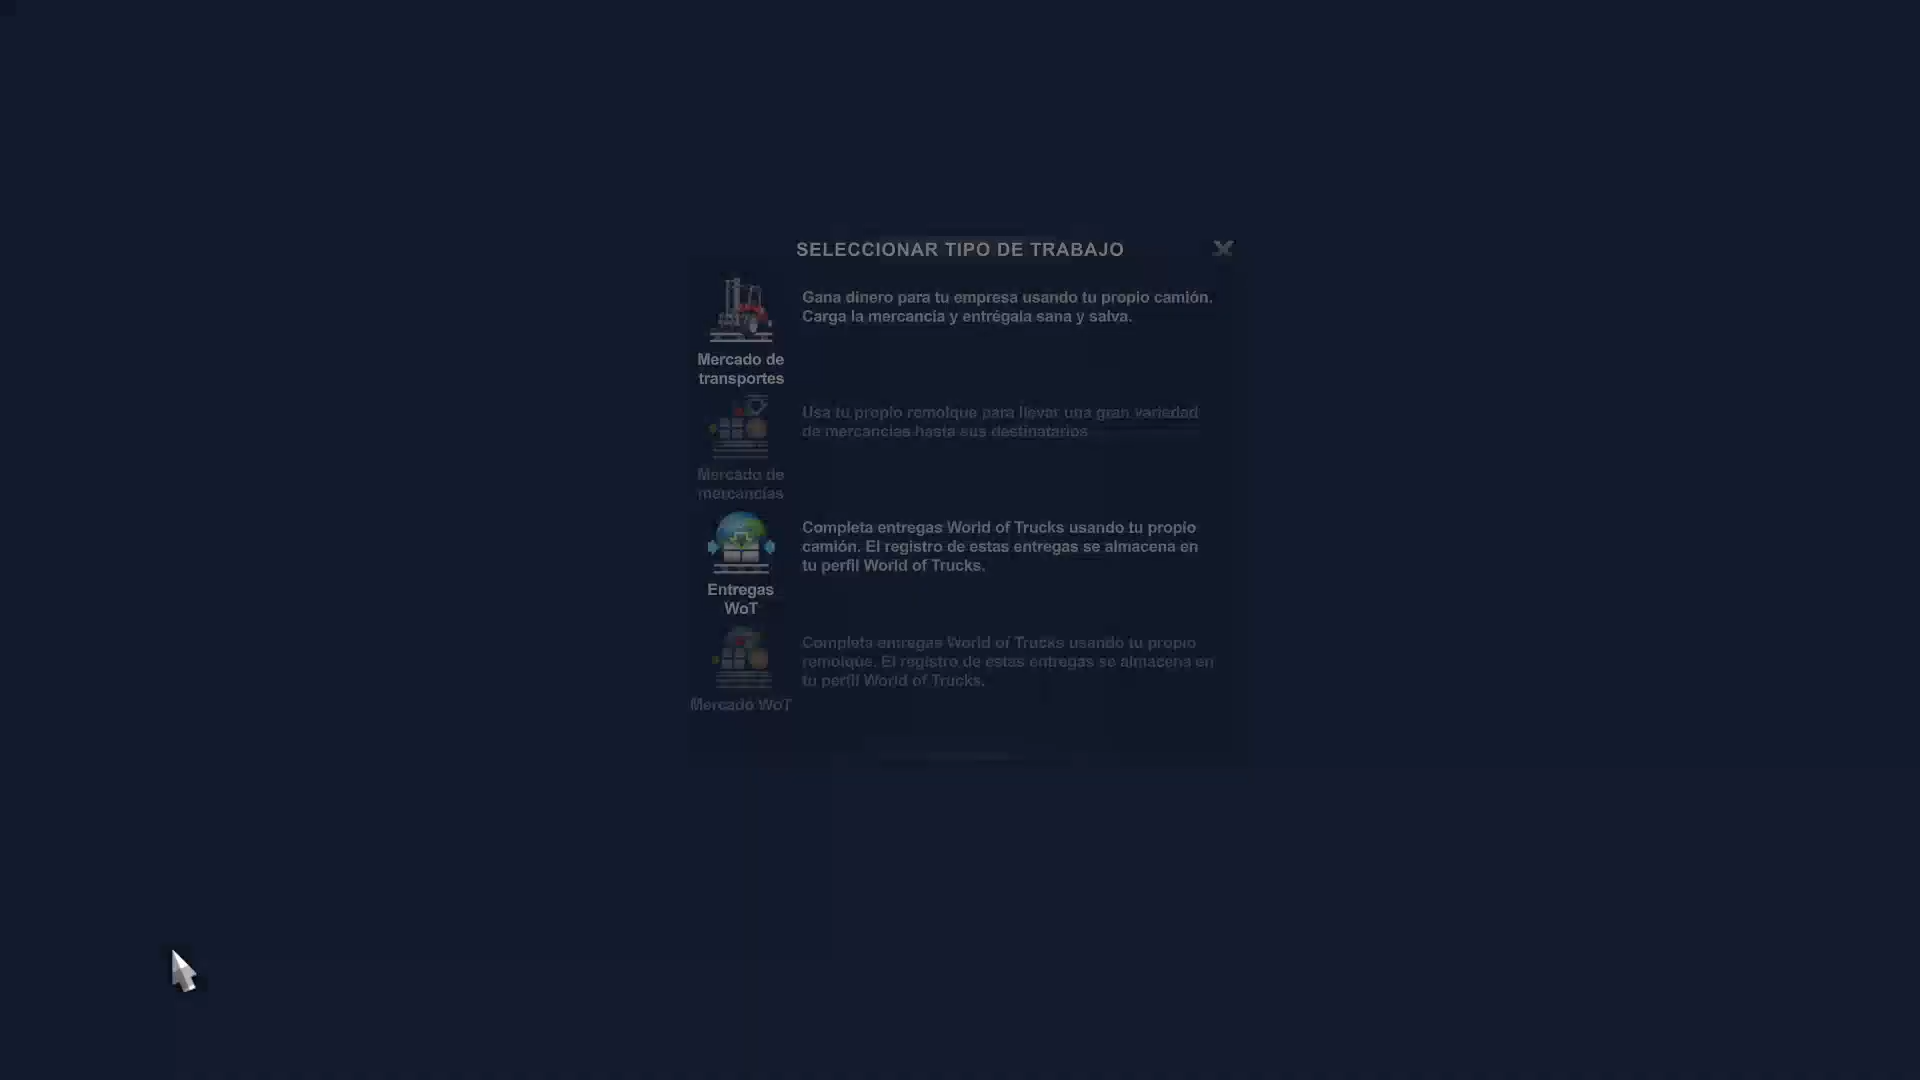 SELECCIONAR TIPO DE TRABAJO
Gana dinero para tu empresa usando tu propio camión.
Carga la mercancía y entrégala sana y salva.
Mercado de
transportes
Usa tu propio remolque para llevar una gran variedad
de mercancías hasta sus destinatarios.
Mercado de
mercancías
Completa entregas World of Trucks usando tu propio
camión. El registro de estas entregas se almacena en
tu perfil World of Trucks.
Entregas
WoT
Completa entregas World of Trucks usando tu propio
remolque. El registro de estas entregas se almacena en
tu perfil World of Trucks.
Mercado WoT